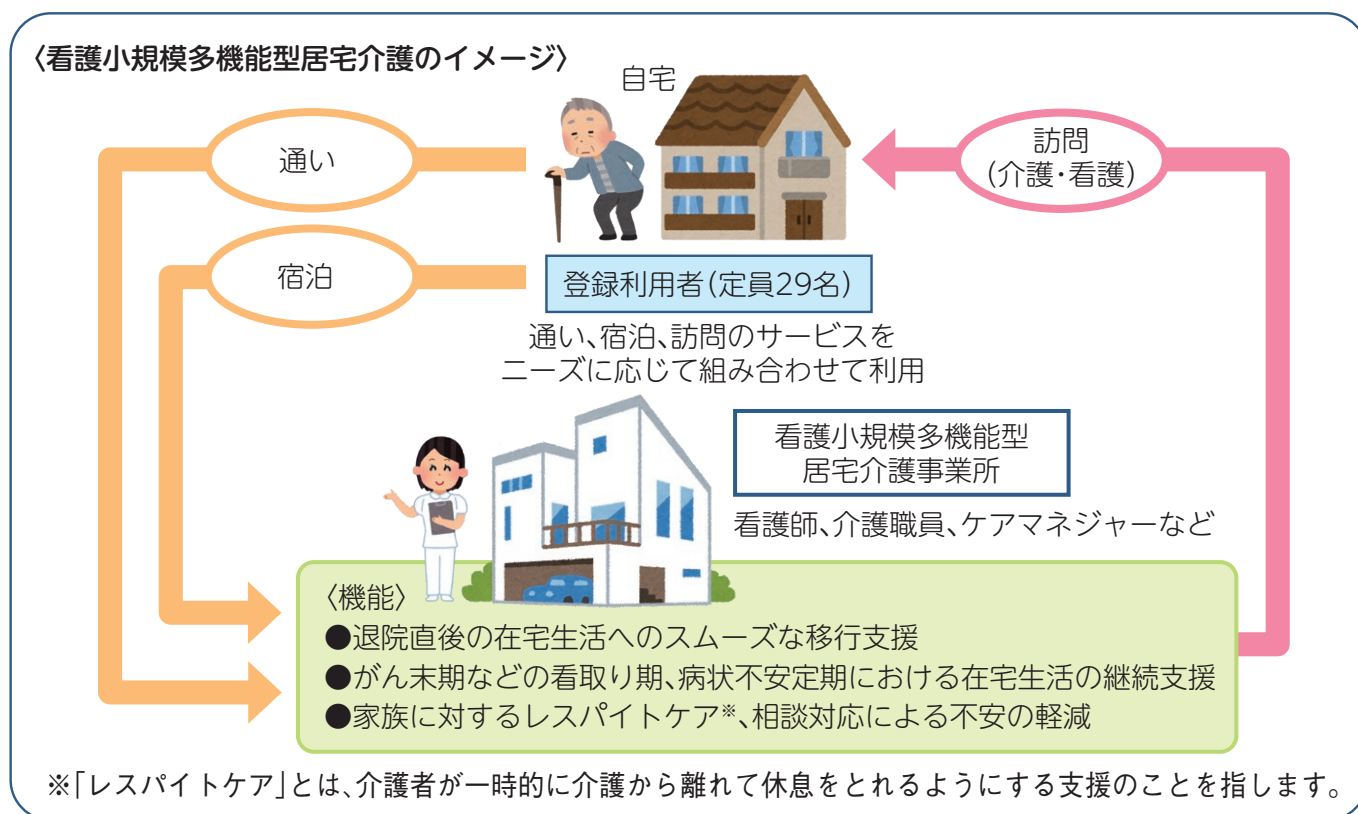 〈看護小規模多機能型居宅介護のイメージ〉
自宅
通い
訪問
(介護・看護)
宿泊
登録利用者(定員29名)
通い、宿泊、訪問のサービスを
ニーズに応じて組み合わせて利用
看護小規模多機能型
居宅介護事業所
看護師、介護職員、ケアマネジャーなど
〈機能〉
●退院直後の在宅生活へのスムーズな移行支援
●がん末期などの看取り期、病状不安定期における在宅生活の継続支援
●家族に対するレスパイトケア※、相談対応による不安の軽減
※「レスパイトケア」とは、介護者が一時的に介護から離れて休息をとれるようにする支援のことを指します。